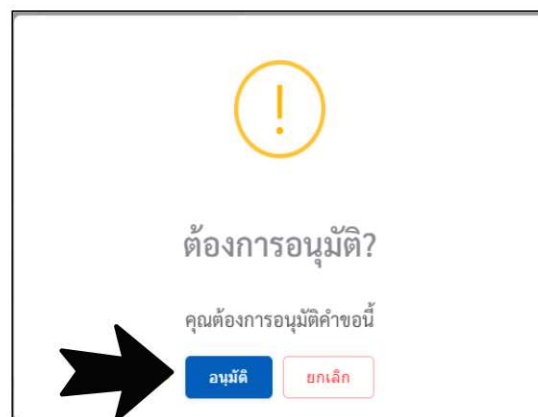 !
ต้องการอนุมัติ?
คุณต้องการอนุมัติคำขอนี้
อนุมัติ ยกเลิก